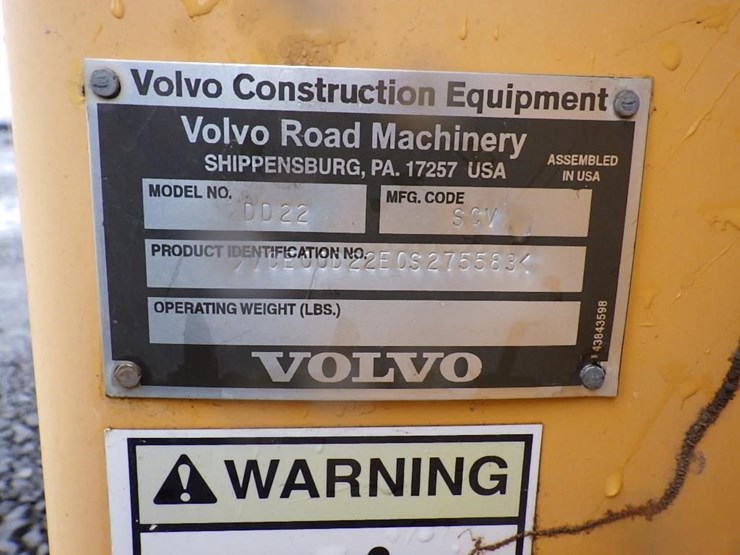 Volvo Construction Equipment
Volvo Road Machinery
SHIPPENSBURG, PA. 17257 USA
ASSEMBLED
IN USA
MODEL NO.
DD22
MFG. CODE
SCV
PRODUCT IDENTIFICATION NO.
OPERATING WEIGHT (LBS.)
43843598
VOLVO
WARNING